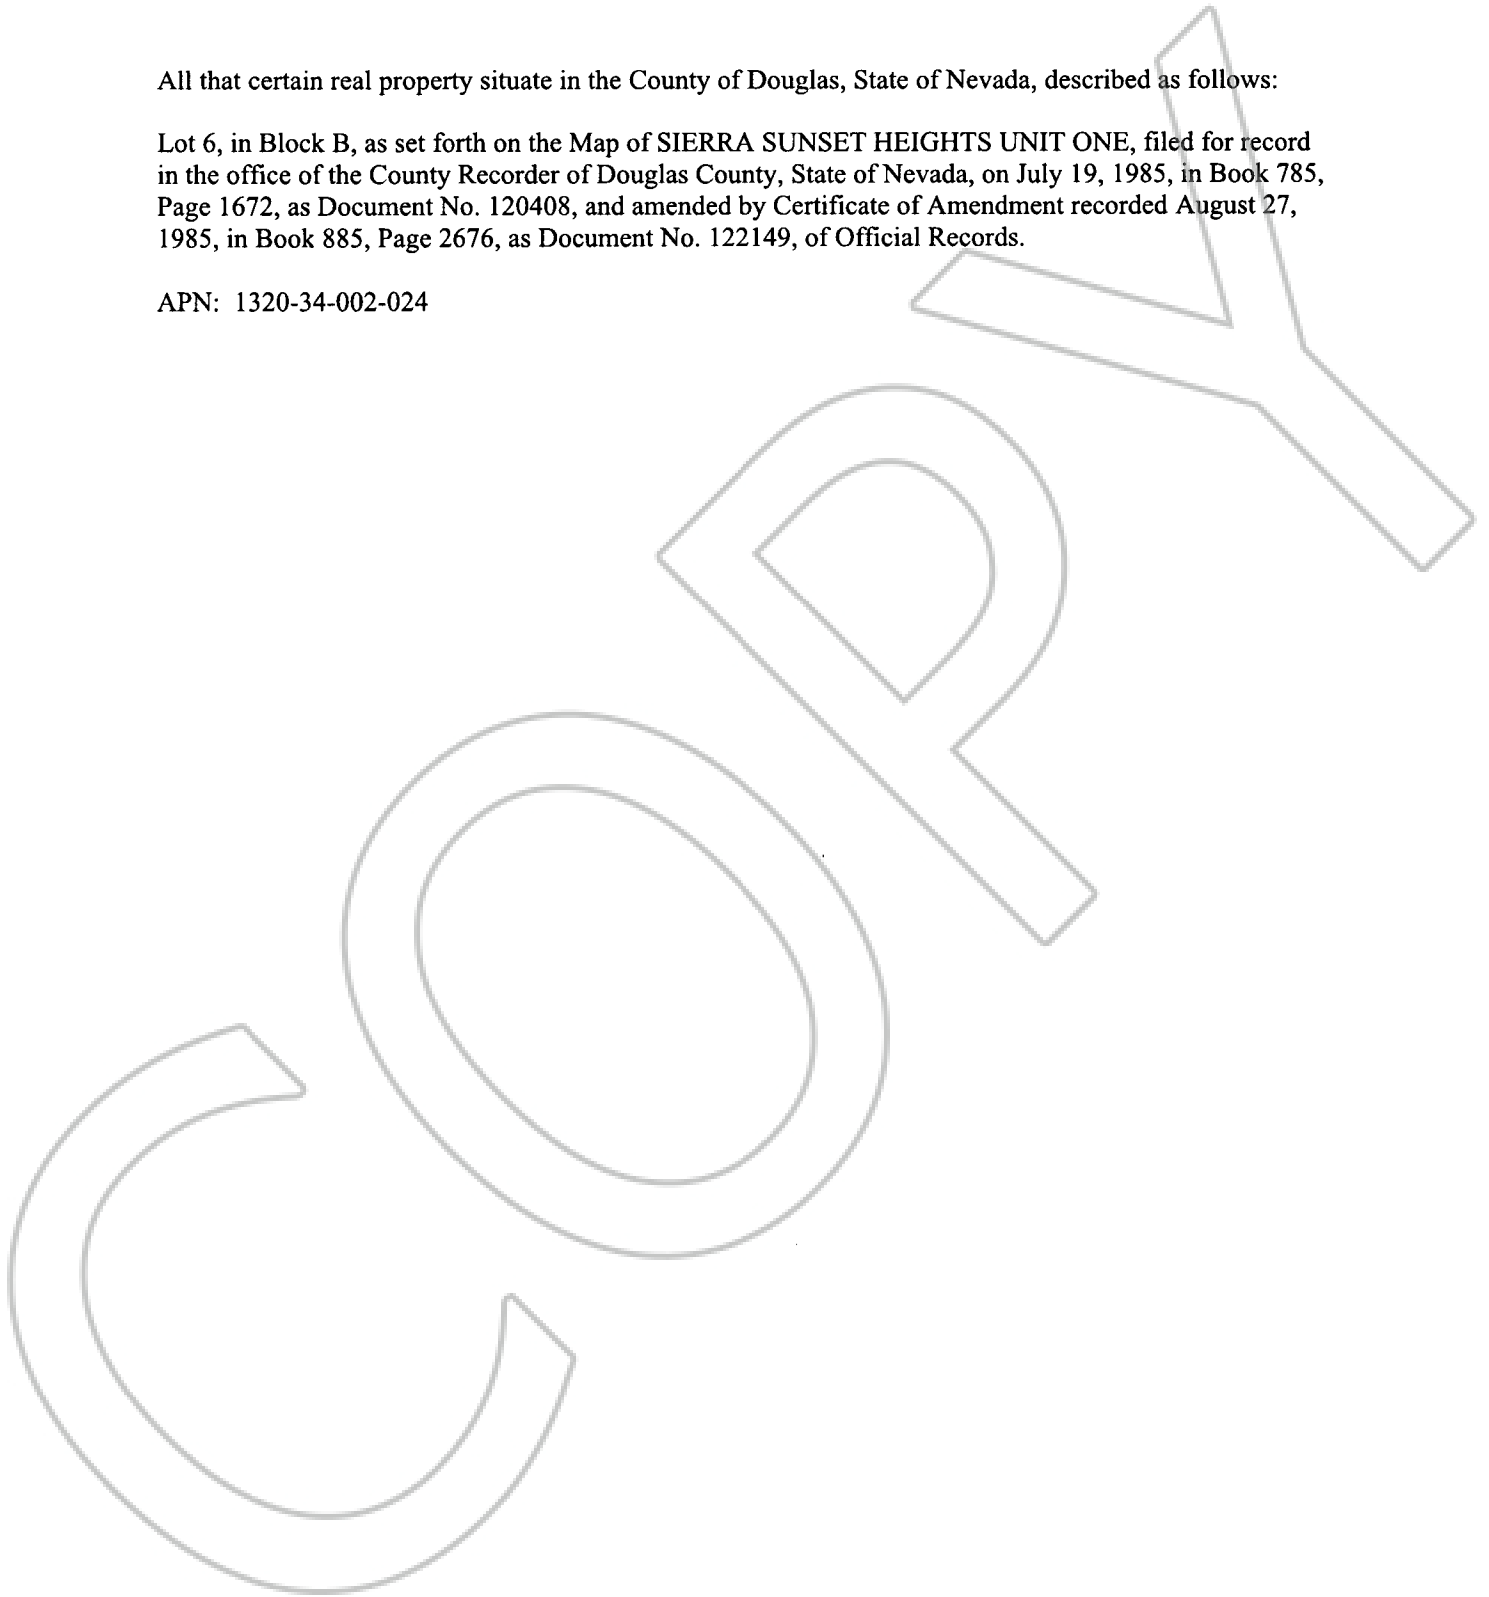 All that certain real property situate in the County of Douglas, State of Nevada, described as follows:
Lot 6, in Block B, as set forth on the Map of SIERRA SUNSET HEIGHTS UNIT ONE, filed for record
in the office of the County Recorder of Douglas County, State of Nevada, on July 19, 1985, in Book 785,
Page 1672, as Document No. 120408, and amended by Certificate of Amendment recorded August 27,
1985, in Book 885, Page 2676, as Document No. 122149, of Official Records.
APN: 1320-34-002-024
COPY